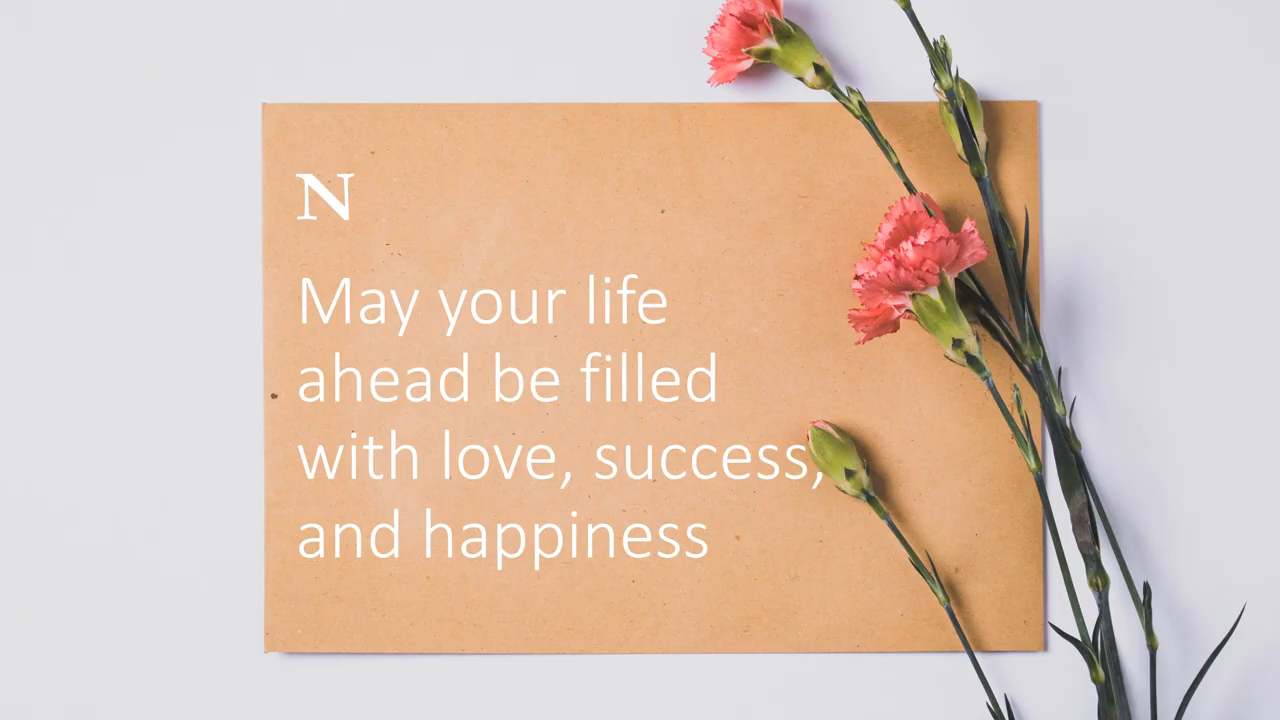 N
May your life
ahead be filled
with love, success,
and happiness